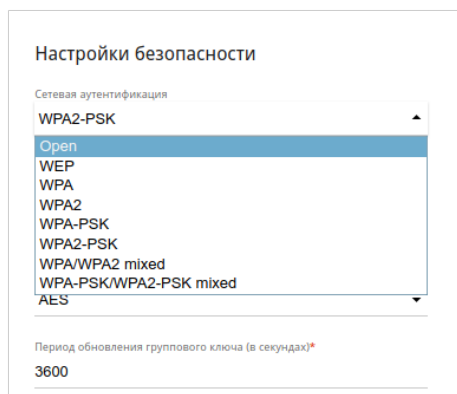 Настройки безопасности
Сетевая аутентификация
WPA2-PSK
Open
WEP
WPA
WPA2
WPA-PSK
WPA2-PSK
WPA/WPA2 mixed
WPA-PSK/WPA2-PSK mixed
AES
Период обновления группового ключа (в секундах)*
3600